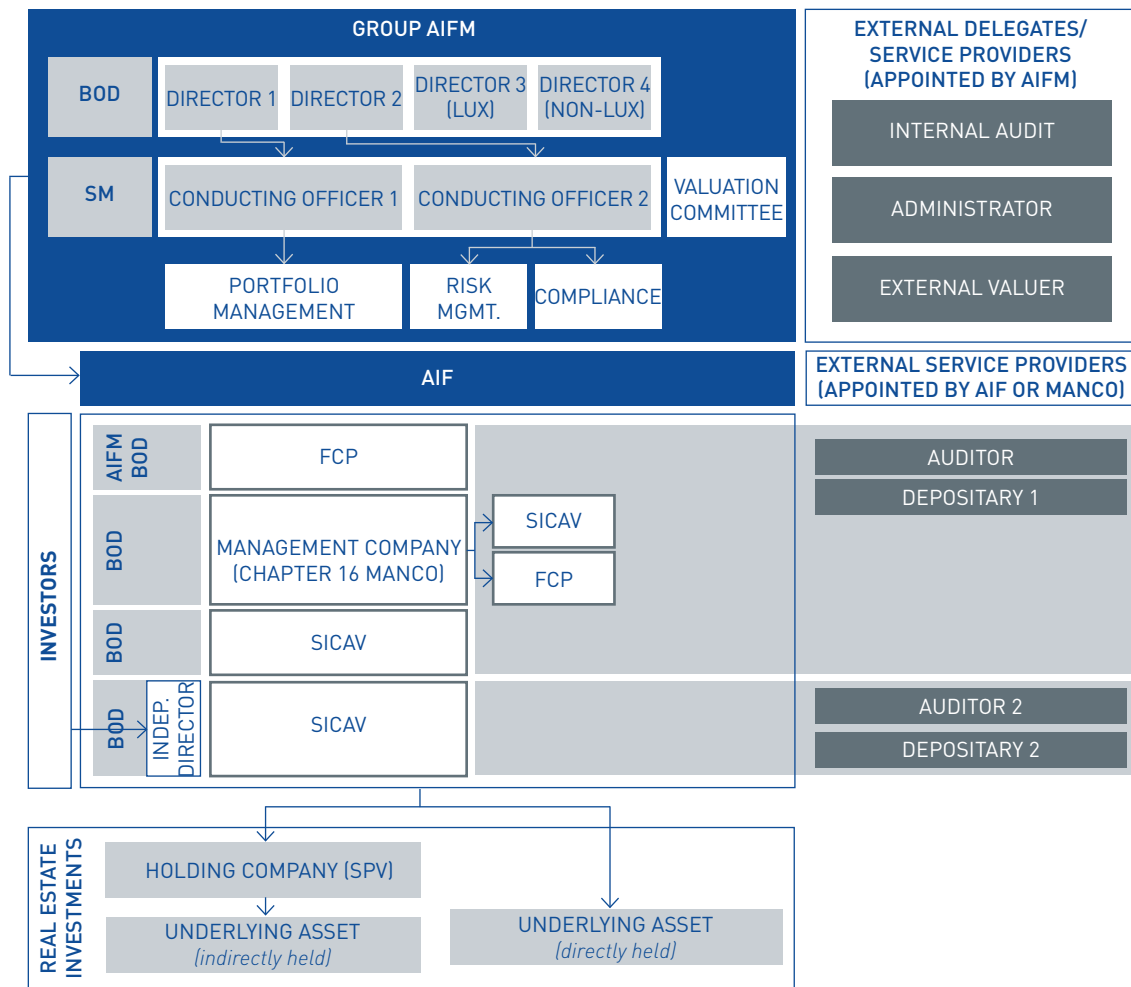 GROUP AIFM
BOD
DIRECTOR 1
DIRECTOR 2
DIRECTOR 3
(LUX)
DIRECTOR 4
(NON-LUX)
SM
CONDUCTING OFFICER 1
CONDUCTING OFFICER 2
VALUATION
COMMITTEE
PORTFOLIO
MANAGEMENT
RISK
MGMT.
COMPLIANCE
EXTERNAL DELEGATES/
SERVICE PROVIDERS
(APPOINTED BY AIFM)
INTERNAL AUDIT
ADMINISTRATOR
EXTERNAL VALUER
AIF
EXTERNAL SERVICE PROVIDERS
(APPOINTED BY AIF OR MANCO)
INVESTORS
AIFM
BOD
FCP
AUDITOR
DEPOSITARY 1
BOD
MANAGEMENT COMPANY
(CHAPTER 16 MANCO)
SICAV
FCP
BOD
SICAV
BOD
INDEP.
DIRECTOR
SICAV
AUDITOR 2
DEPOSITARY 2
REAL ESTATE
INVESTMENTS
HOLDING COMPANY (SPV)
UNDERLYING ASSET
(indirectly held)
UNDERLYING ASSET
(directly held)